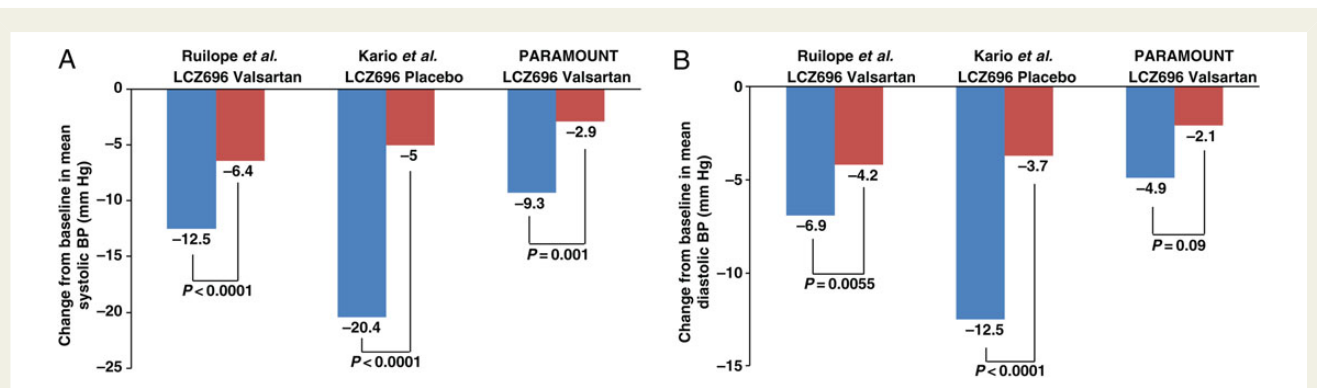 A
Ruilope et al.
LCZ696 Valsartan
Kario et al.
LCZ696 Placebo
PARAMOUNT
LCZ696 Valsartan
Change from baseline in mean
systolic BP (mm Hg)
0
–5
–10
–15
–20
–25
–12.5
–6.4
P < 0.0001
–20.4
–5
P < 0.0001
–9.3
–2.9
P = 0.001
B
Ruilope et al.
LCZ696 Valsartan
Kario et al.
LCZ696 Placebo
PARAMOUNT
LCZ696 Valsartan
Change from baseline in mean
diastolic BP (mm Hg)
0
–5
–10
–15
–6.9
–4.2
P = 0.0055
–12.5
–3.7
P < 0.0001
–4.9
–2.1
P = 0.09